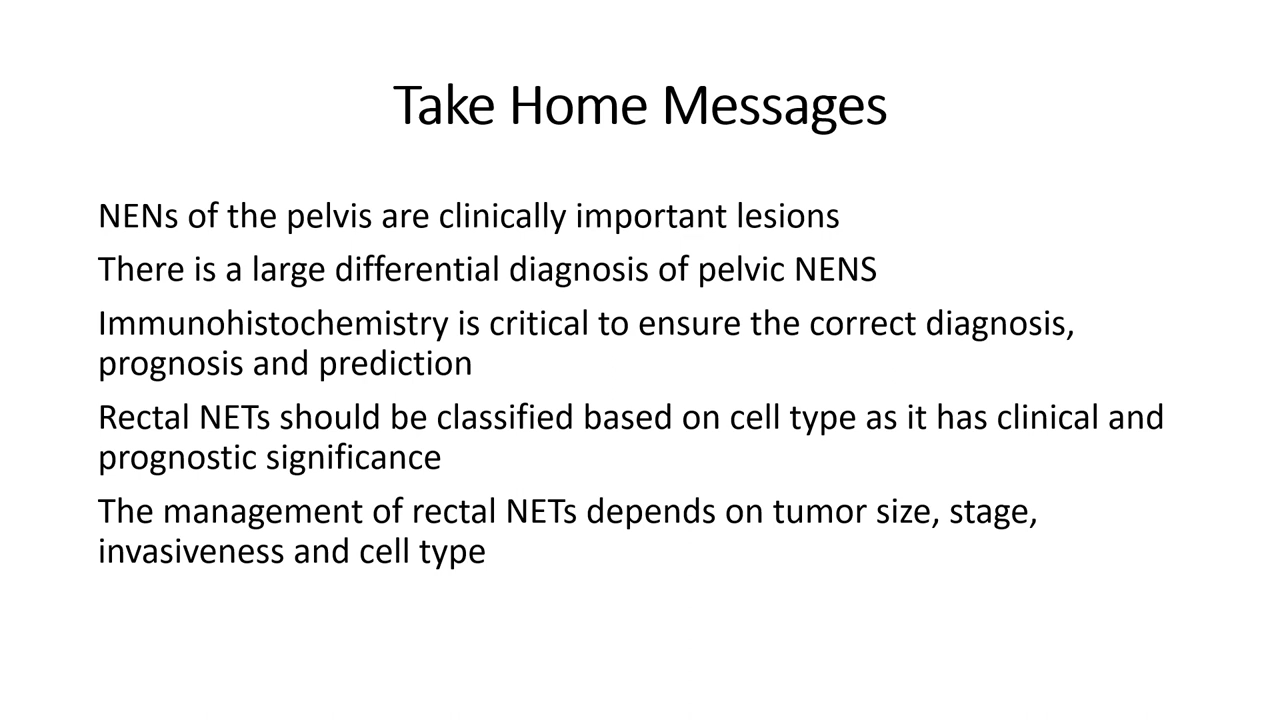 Take Home Messages
NENs of the pelvis are clinically important lesions
There is a large differential diagnosis of pelvic NENS
Immunohistochemistry is critical to ensure the correct diagnosis,
prognosis and prediction
Rectal NETs should be classified based on cell type as it has clinical and
prognostic significance
The management of rectal NETs depends on tumor size, stage,
invasiveness and cell type